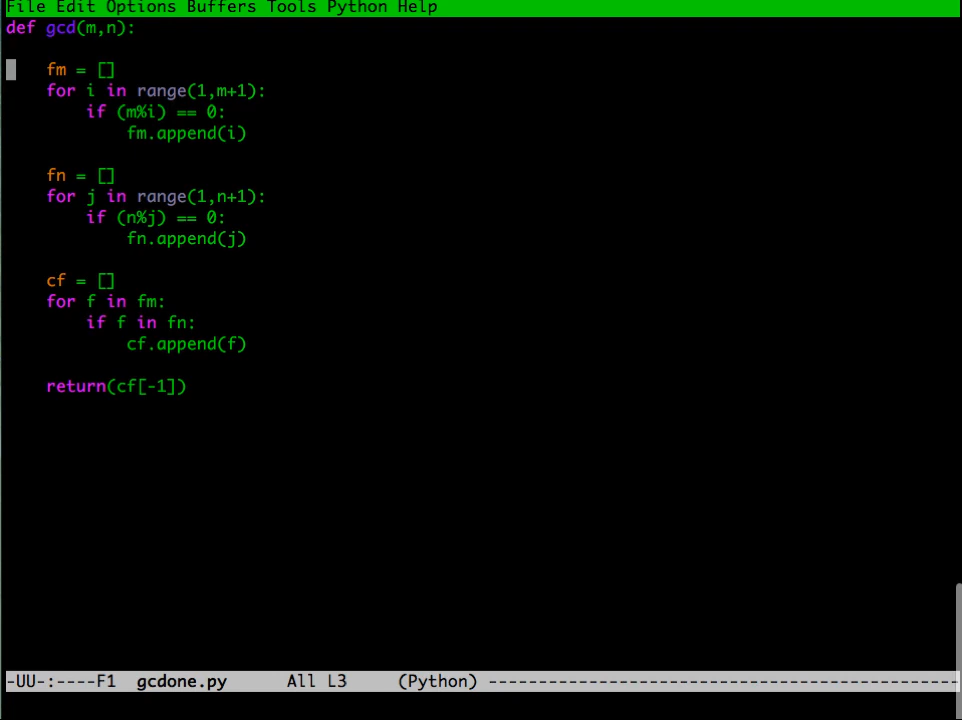 File Edit Options Buffers Tools Python Help
def gcd(m,n):
    fm = []
    for i in range(1,m+1):
        if (m%i) == 0:
            fm.append(i)
    fn = []
    for j in range(1,n+1):
        if (n%j) == 0:
            fn.append(j)
    cf = []
    for f in fm:
        if f in fn:
            cf.append(f)
    return(cf[-1])
-UU-:----F1  gcdone.py      All L3     (Python) -----------------------------------------------